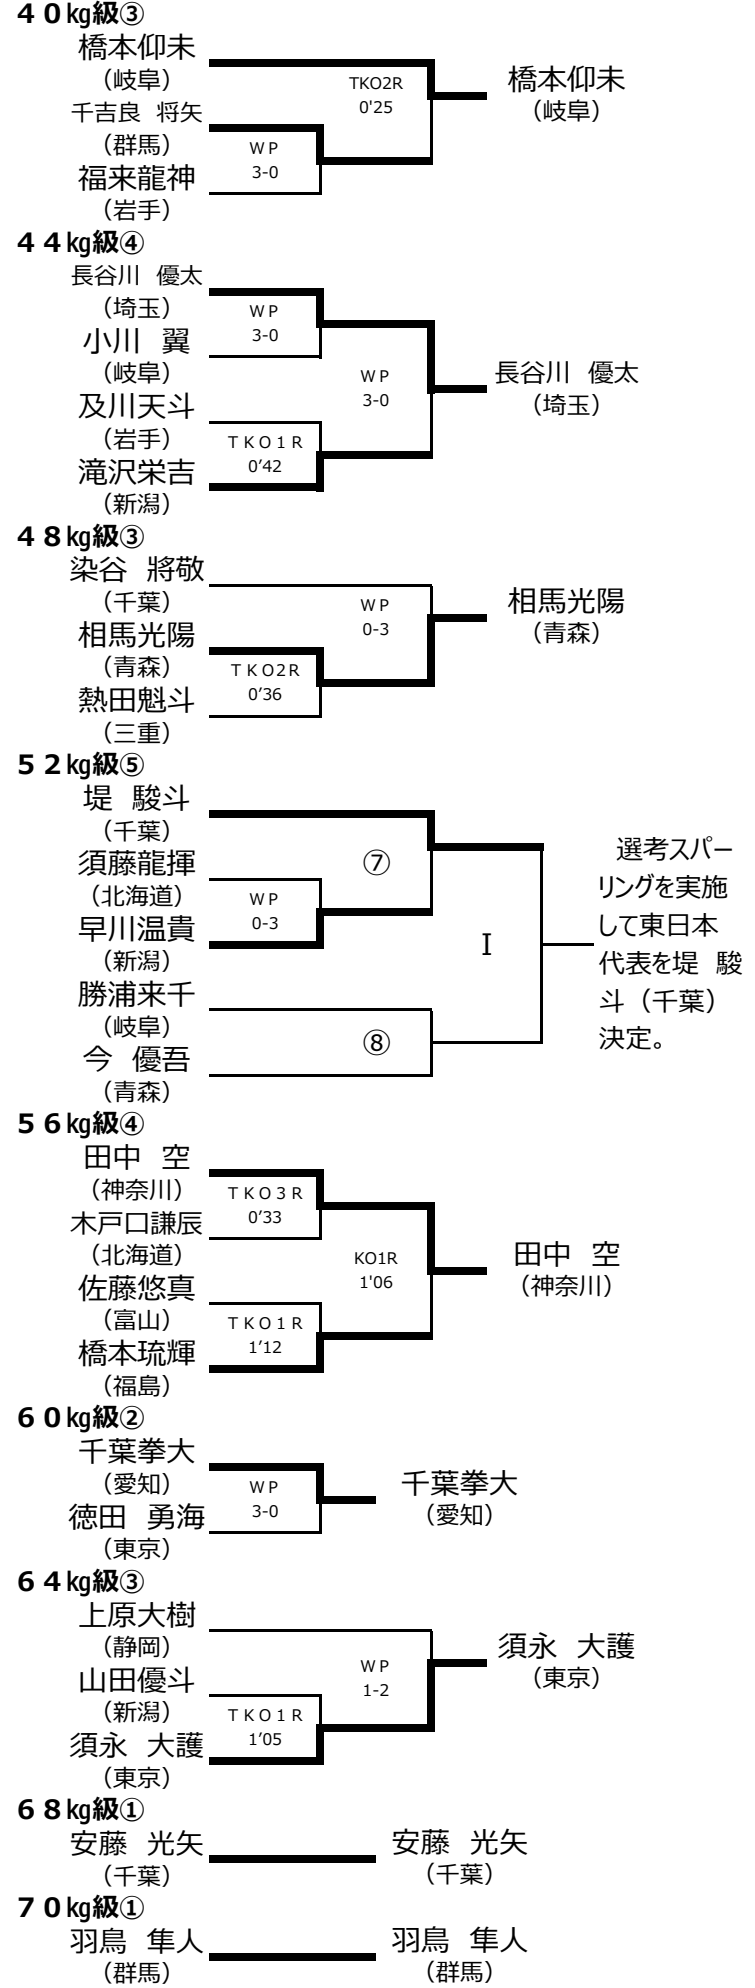 ４０㎏級③
橋本仰未
（岐阜）
千吉良 将矢
（群馬）
福来龍神
（岩手）
TKO2R
0'25
ＷＰ
3-0
橋本仰未
（岐阜）
４４㎏級④
長谷川 優太
（埼玉）
小川 翼
（岐阜）
及川天斗
（岩手）
滝沢栄吉
（新潟）
ＷＰ
3-0
ＴＫＯ１Ｒ
0’42
ＷＰ
3-0
長谷川 優太
（埼玉）
４８㎏級③
染谷 將敬
（千葉）
相馬光陽
（青森）
熱田魁斗
（三重）
ＷＰ
0-3
ＴＫＯ2Ｒ
0’36
相馬光陽
（青森）
５２㎏級⑤
堤 駿斗
（千葉）
須藤龍揮
（北海道）
早川温貴
（新潟）
勝浦来千
（岐阜）
今 優吾
（青森）
⑦
ＷＰ
0-3
⑧
Ⅰ
選考スパー
リングを実施
して東日本
代表を堤 駿
斗（千葉）
決定。
５６㎏級④
田中 空
（神奈川）
木戸口謙辰
（北海道）
佐藤悠真
（富山）
橋本琉輝
（福島）
ＴＫＯ３Ｒ
0’33
ＴＫＯ１Ｒ
1’12
KO1R
1'06
田中 空
（神奈川）
６０㎏級②
千葉拳大
（愛知）
徳田 勇海
（東京）
ＷＰ
3-0
千葉拳大
（愛知）
６４㎏級③
上原大樹
（静岡）
山田優斗
（新潟）
須永 大護
（東京）
ＷＰ
1-2
ＴＫＯ１Ｒ
1’05
須永 大護
（東京）
６８㎏級①
安藤 光矢
（千葉）
安藤 光矢
（千葉）
７０㎏級①
羽鳥 隼人
（群馬）
羽鳥 隼人
（群馬）